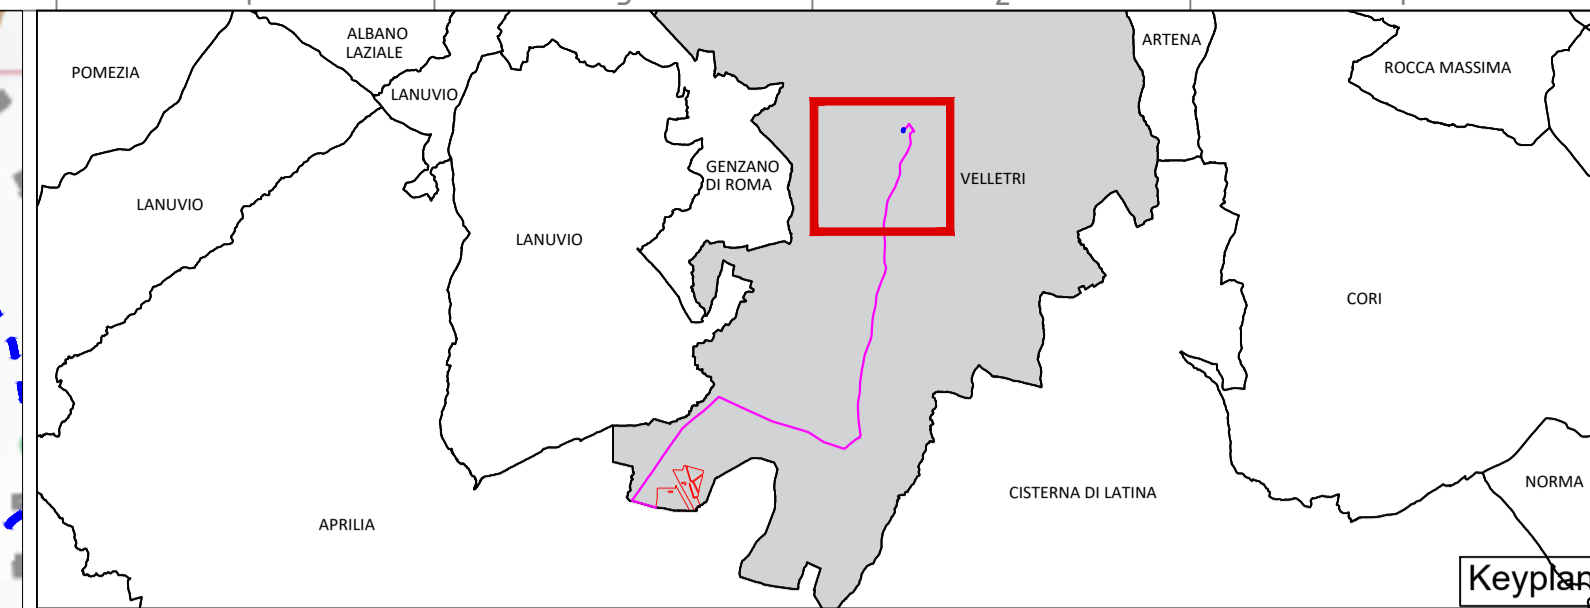 POMEZIA
ALBANO
LAZIALE
LANUVIO
ARTENA
ROCCA MASSIMA
LANUVIO
GENZANO
DI ROMA
VELLETRI
LANUVIO
CORI
APRILIA
CISTERNA DI LATINA
NORMA
Keyplan